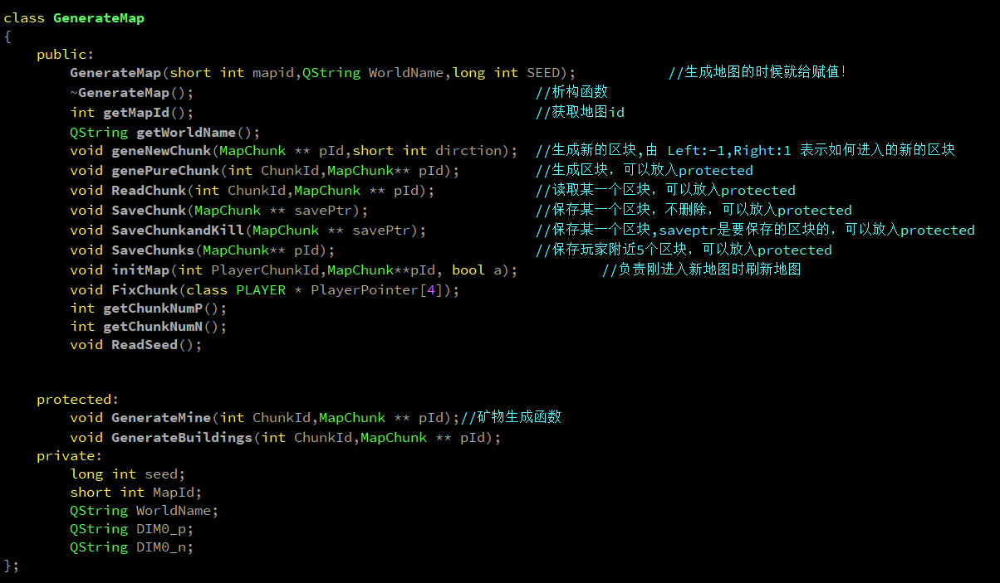 class GenerateMap
{
    public:
        GenerateMap(short int mapid,QString WorldName,long int SEED);           //生成地图的时候就给赋值!
        ~GenerateMap();                                         //析构函数
        int getMapId();                                         //获取地图id
        QString getWorldName();
        void geneNewChunk(MapChunk ** pId,short int dirction);  //生成新的区块,由 Left:-1,Right:1 表示如何进入的新的区块
        void genePureChunk(int ChunkId,MapChunk** pId);         //生成区块，可以放入protected
        void ReadChunk(int ChunkId,MapChunk ** pId);            //读取某一个区块，可以放入protected
        void SaveChunk(MapChunk ** savePtr);                    //保存某一个区块，不删除，可以放入protected
        void SaveChunkandKill(MapChunk ** savePtr);             //保存某一个区块,saveptr是要保存的区块的，可以放入protected
        void SaveChunks(MapChunk** pId);                        //保存玩家附近5个区块，可以放入protected
        void initMap(int PlayerChunkId,MapChunk**pId, bool a);          //负责刚进入新地图时刷新地图
        void FixChunk(class PLAYER * PlayerPointer[4]);
        int getChunkNumP();
        int getChunkNumN();
        void ReadSeed();
    protected:
        void GenerateMine(int ChunkId,MapChunk ** pId);//矿物生成函数
        void GenerateBuildings(int ChunkId,MapChunk ** pId);
    private:
        long int seed;
        short int MapId;
        QString WorldName;
        QString DIM0_p;
        QString DIM0_n;
};